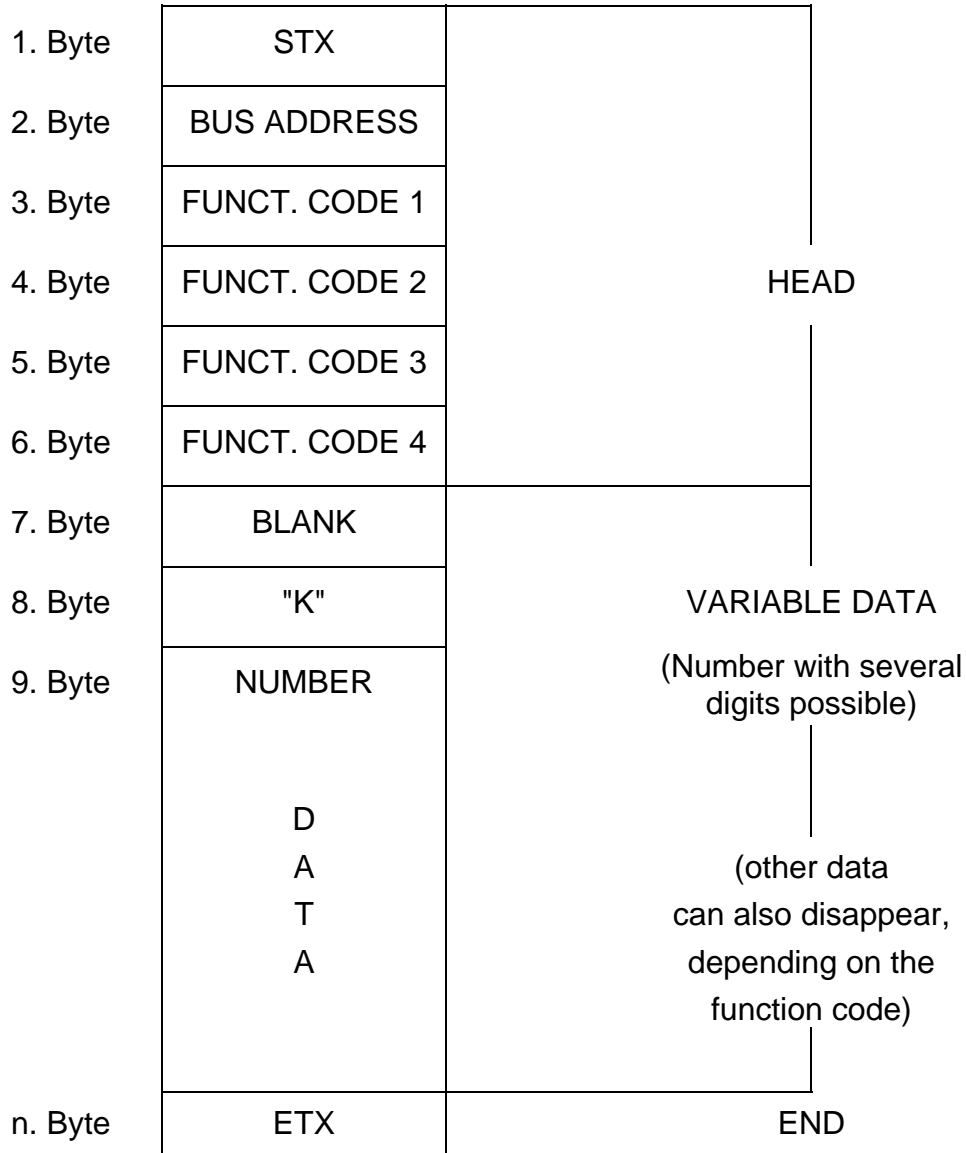 1. Byte STX
2. Byte BUS ADDRESS
3. Byte FUNCT. CODE 1
4. Byte FUNCT. CODE 2 HEAD
5. Byte FUNCT. CODE 3
6. Byte FUNCT. CODE 4
7. Byte BLANK
8. Byte "K" VARIABLE DATA
9. Byte NUMBER (Number with several
digits possible)
D
A (other data
T can also disappear,
A depending on the
function code)
n. Byte ETX END